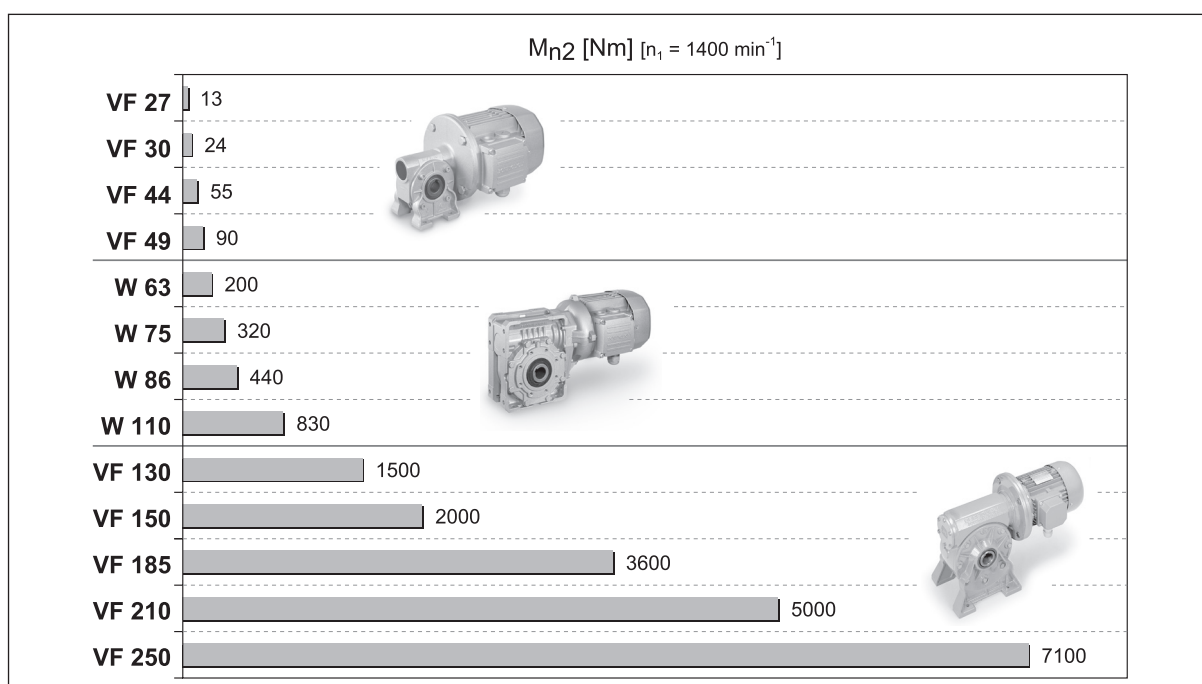 Mn2 [Nm] [n1 = 1400 min-1]
VF 27 13
VF 30 24
VF 44 55
VF 49 90
W 63 200
W 75 320
W 86 440
W 110 830
VF 130 1500
VF 150 2000
VF 185 3600
VF 210 5000
VF 250 7100